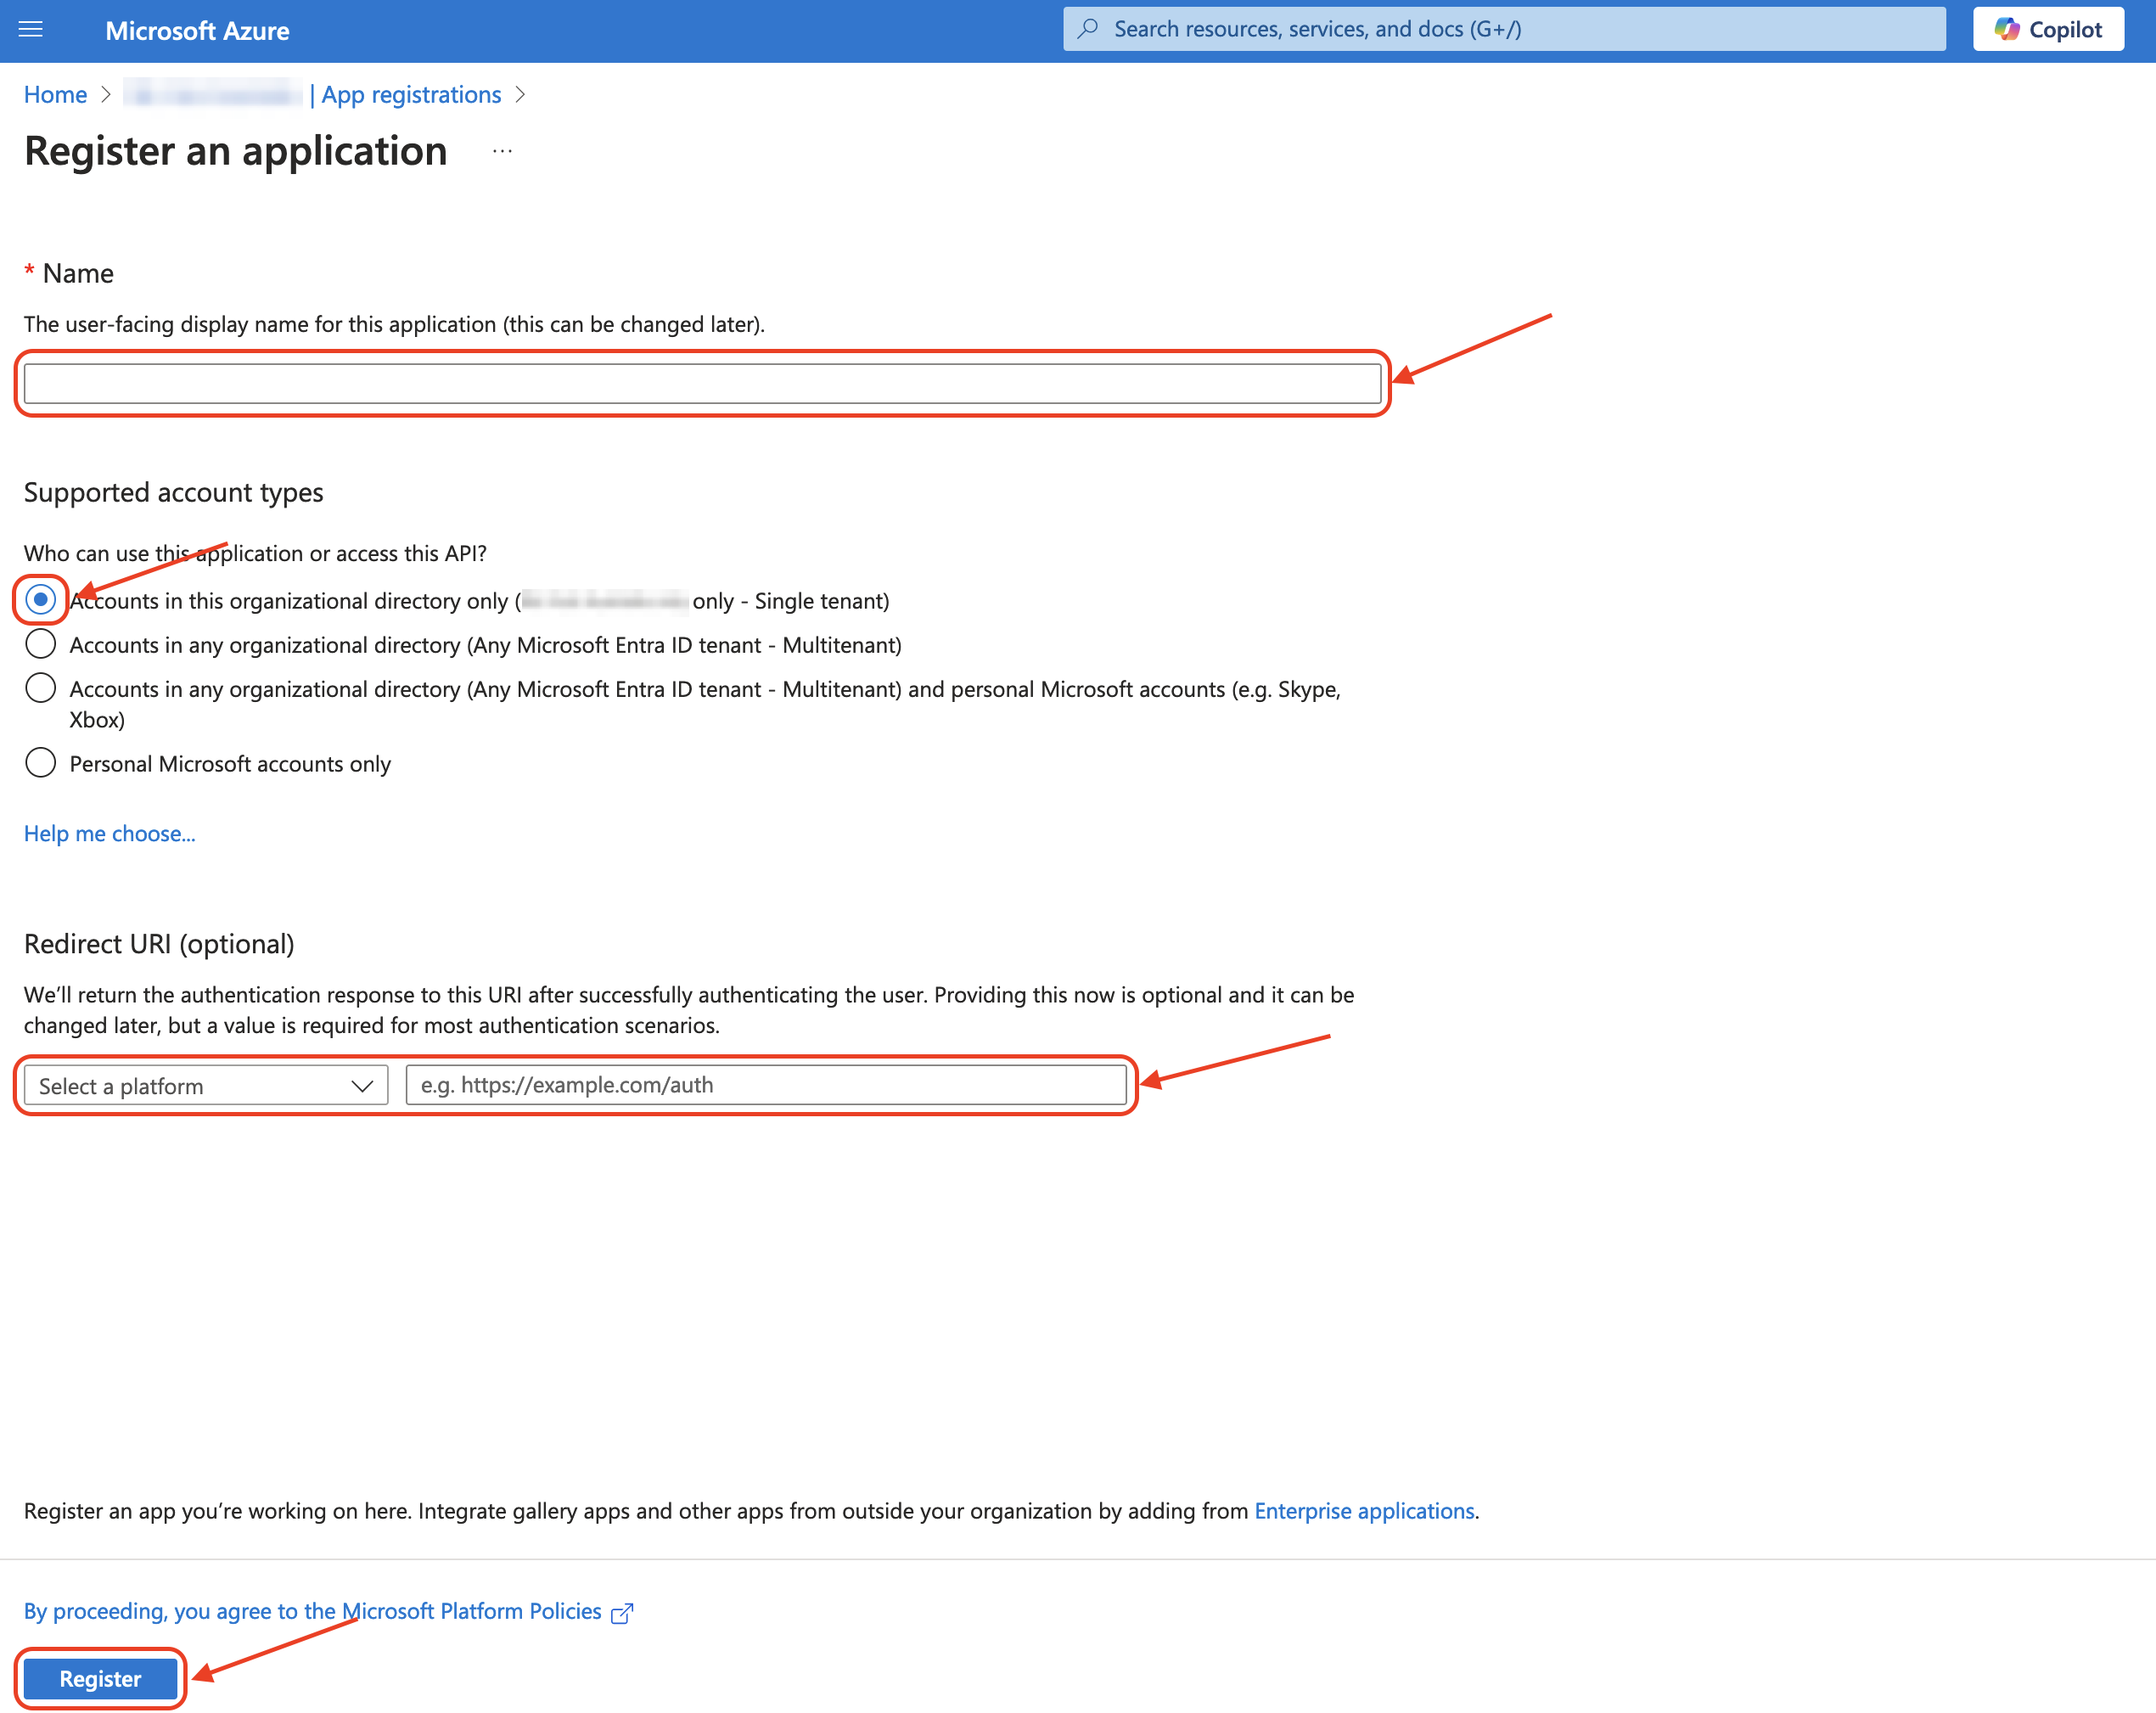 Microsoft Azure
Search resources, services, and docs (G+/)
Copilot
Home > | App registrations >
Register an application ...
* Name
The user-facing display name for this application (this can be changed later).
Supported account types
Who can use this application or access this API?
Accounts in this organizational directory only ( only - Single tenant)
Accounts in any organizational directory (Any Microsoft Entra ID tenant - Multitenant)
Accounts in any organizational directory (Any Microsoft Entra ID tenant - Multitenant) and personal Microsoft accounts (e.g. Skype,
Xbox)
Personal Microsoft accounts only
Help me choose...
Redirect URI (optional)
We’ll return the authentication response to this URI after successfully authenticating the user. Providing this now is optional and it can be
changed later, but a value is required for most authentication scenarios.
Select a platform
e.g. https://example.com/auth
Register an app you’re working on here. Integrate gallery apps and other apps from outside your organization by adding from Enterprise applications.
By proceeding, you agree to the Microsoft Platform Policies
Register